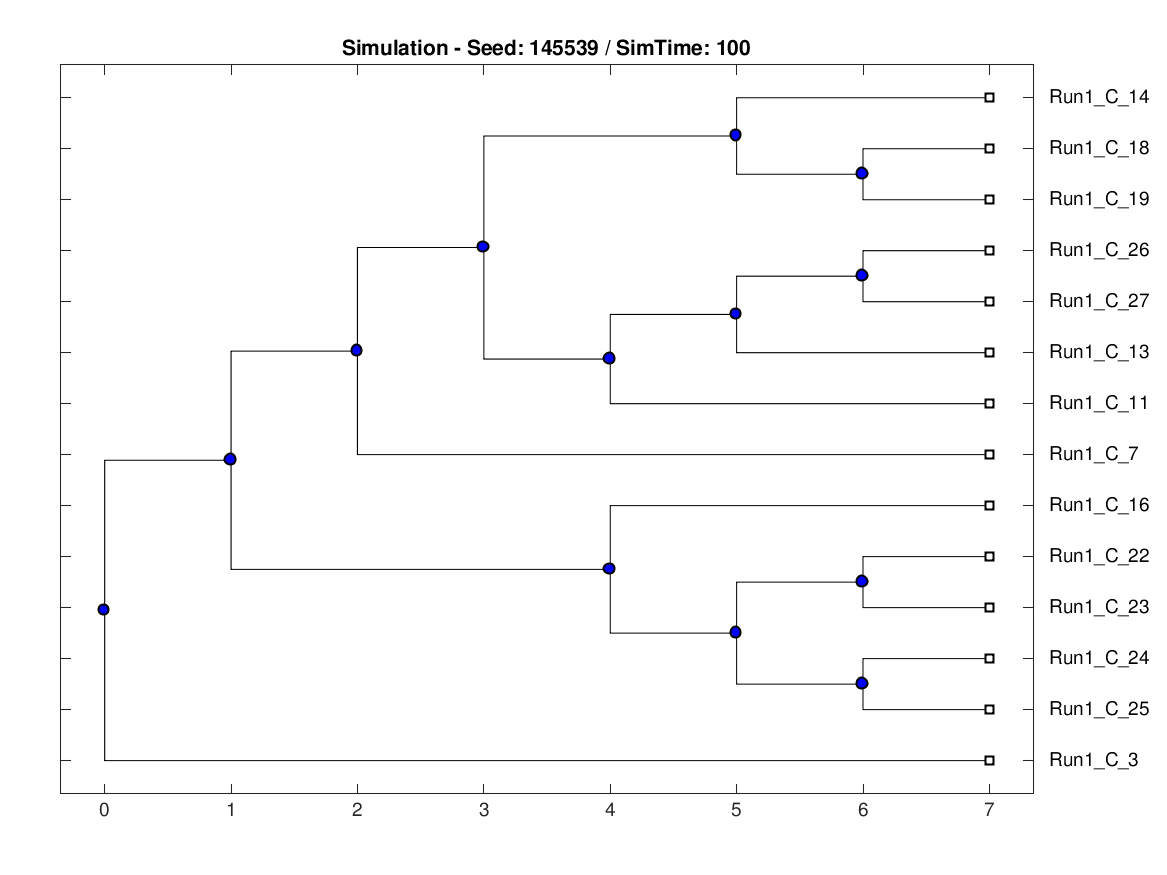 Simulation - Seed: 145539 / SimTime: 100
Run1_C_14
Run1_C_18
Run1_C_19
Run1_C_26
Run1_C_27
Run1_C_13
Run1_C_11
Run1_C_7
Run1_C_16
Run1_C_22
Run1_C_23
Run1_C_24
Run1_C_25
Run1_C_3
0 1 2 3 4 5 6 7